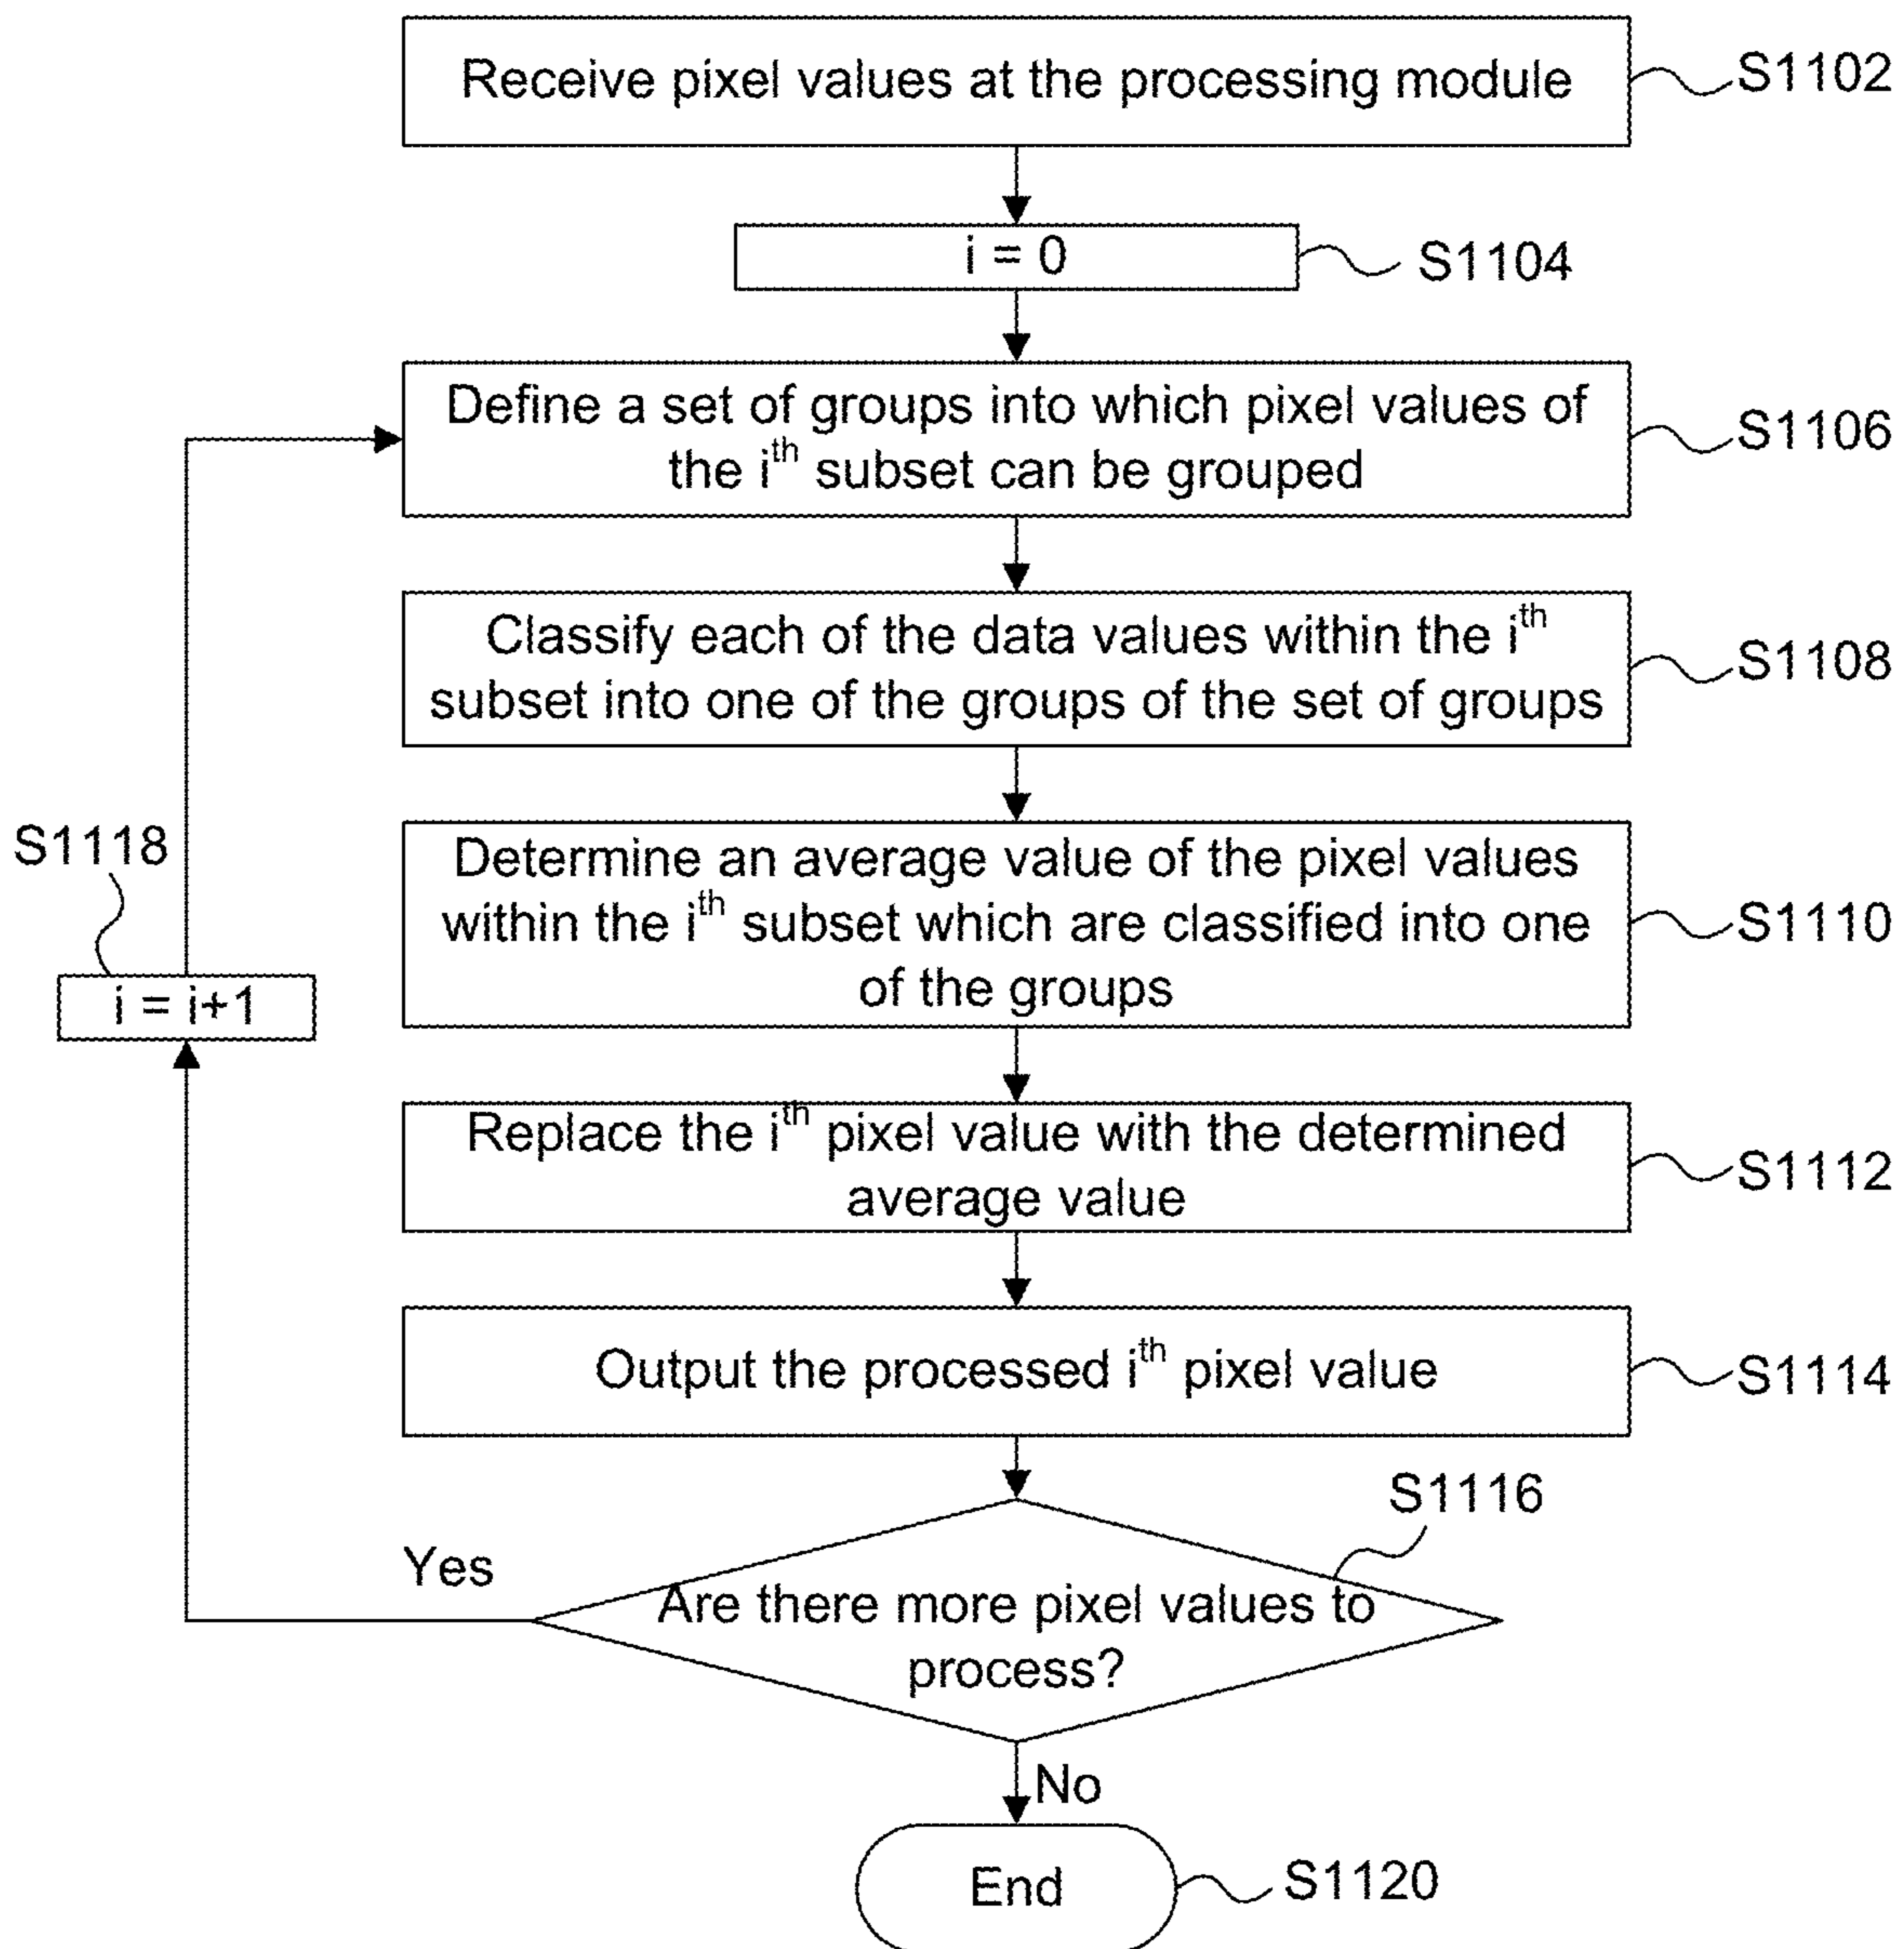 Receive pixel values at the processing module
S1102
i = 0
S1104
Define a set of groups into which pixel values of
the ith subset can be grouped
S1106
Classify each of the data values within the ith
subset into one of the groups of the set of groups
S1108
Determine an average value of the pixel values
within the ith subset which are classified into one
of the groups
S1110
S1118
i = i+1
Replace the ith pixel value with the determined
average value
S1112
Output the processed ith pixel value
S1114
S1116
Yes
Are there more pixel values to
process?
No
End
S1120